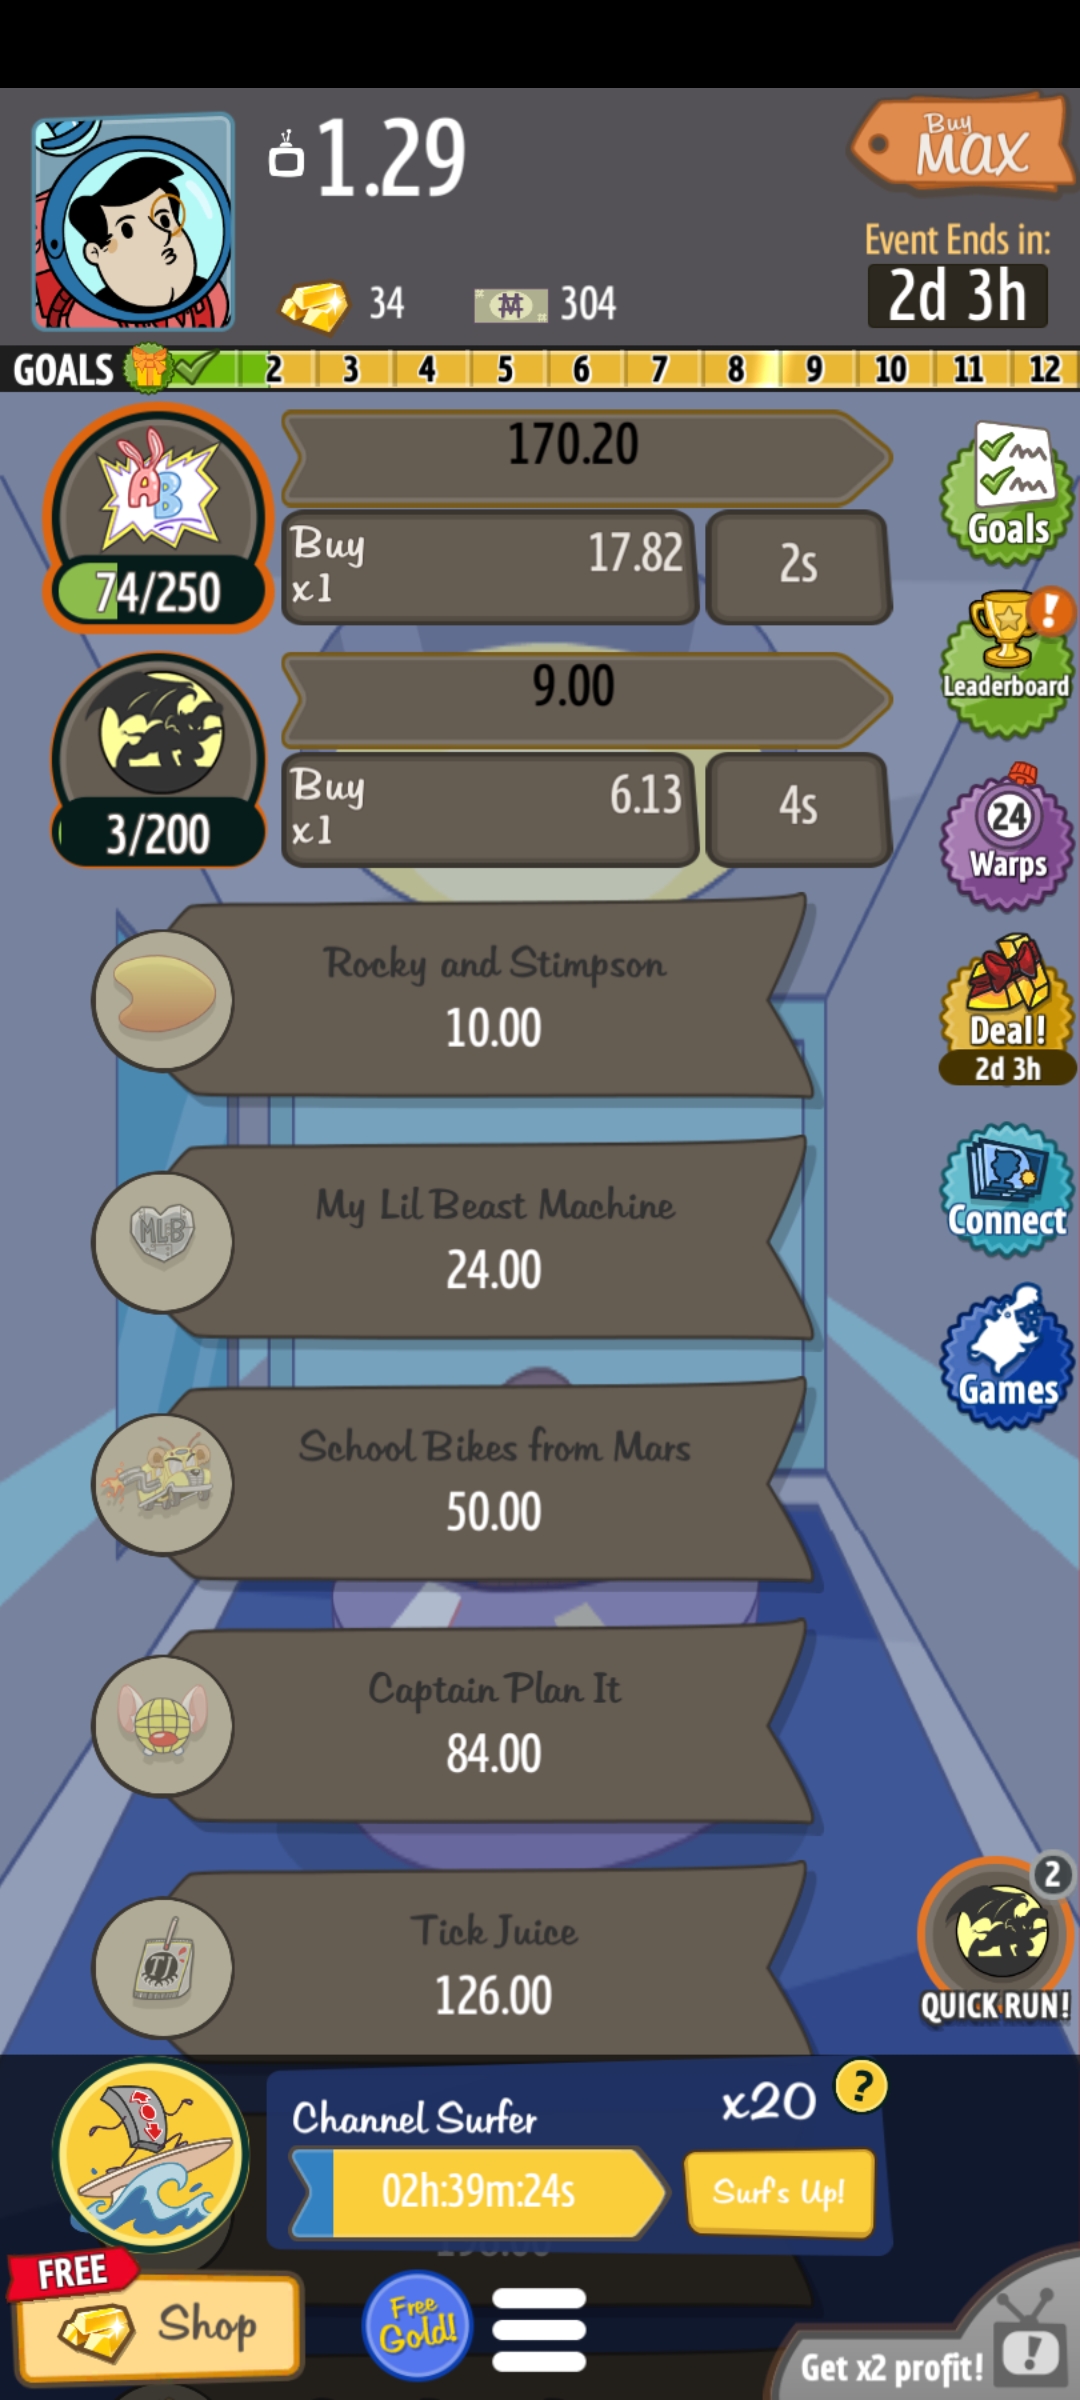 1.29
Buy
MAX
Event Ends in:
2d 3h
34
304
GOALS 2 3 4 5 6 7 8 9 10 11 12
AB
170.20
74/250
Buy
x1
17.82
2s
Goals
!
Leaderboard
9.00
3/200
Buy
x1
6.13
4s
24
Warps
Rocky and Stimpson
10.00
Deal!
2d 3h
MLB
My Lil Beast Machine
24.00
Connect
School Bikes from Mars
50.00
Games
Captain Plan It
84.00
TJ
Tick Juice
126.00
2
QUICK RUN!
Channel Surfer
x20
?
02h:39m:24s
Surf's Up!
FREE
Shop
Free
Gold!
Get x2 profit!
!